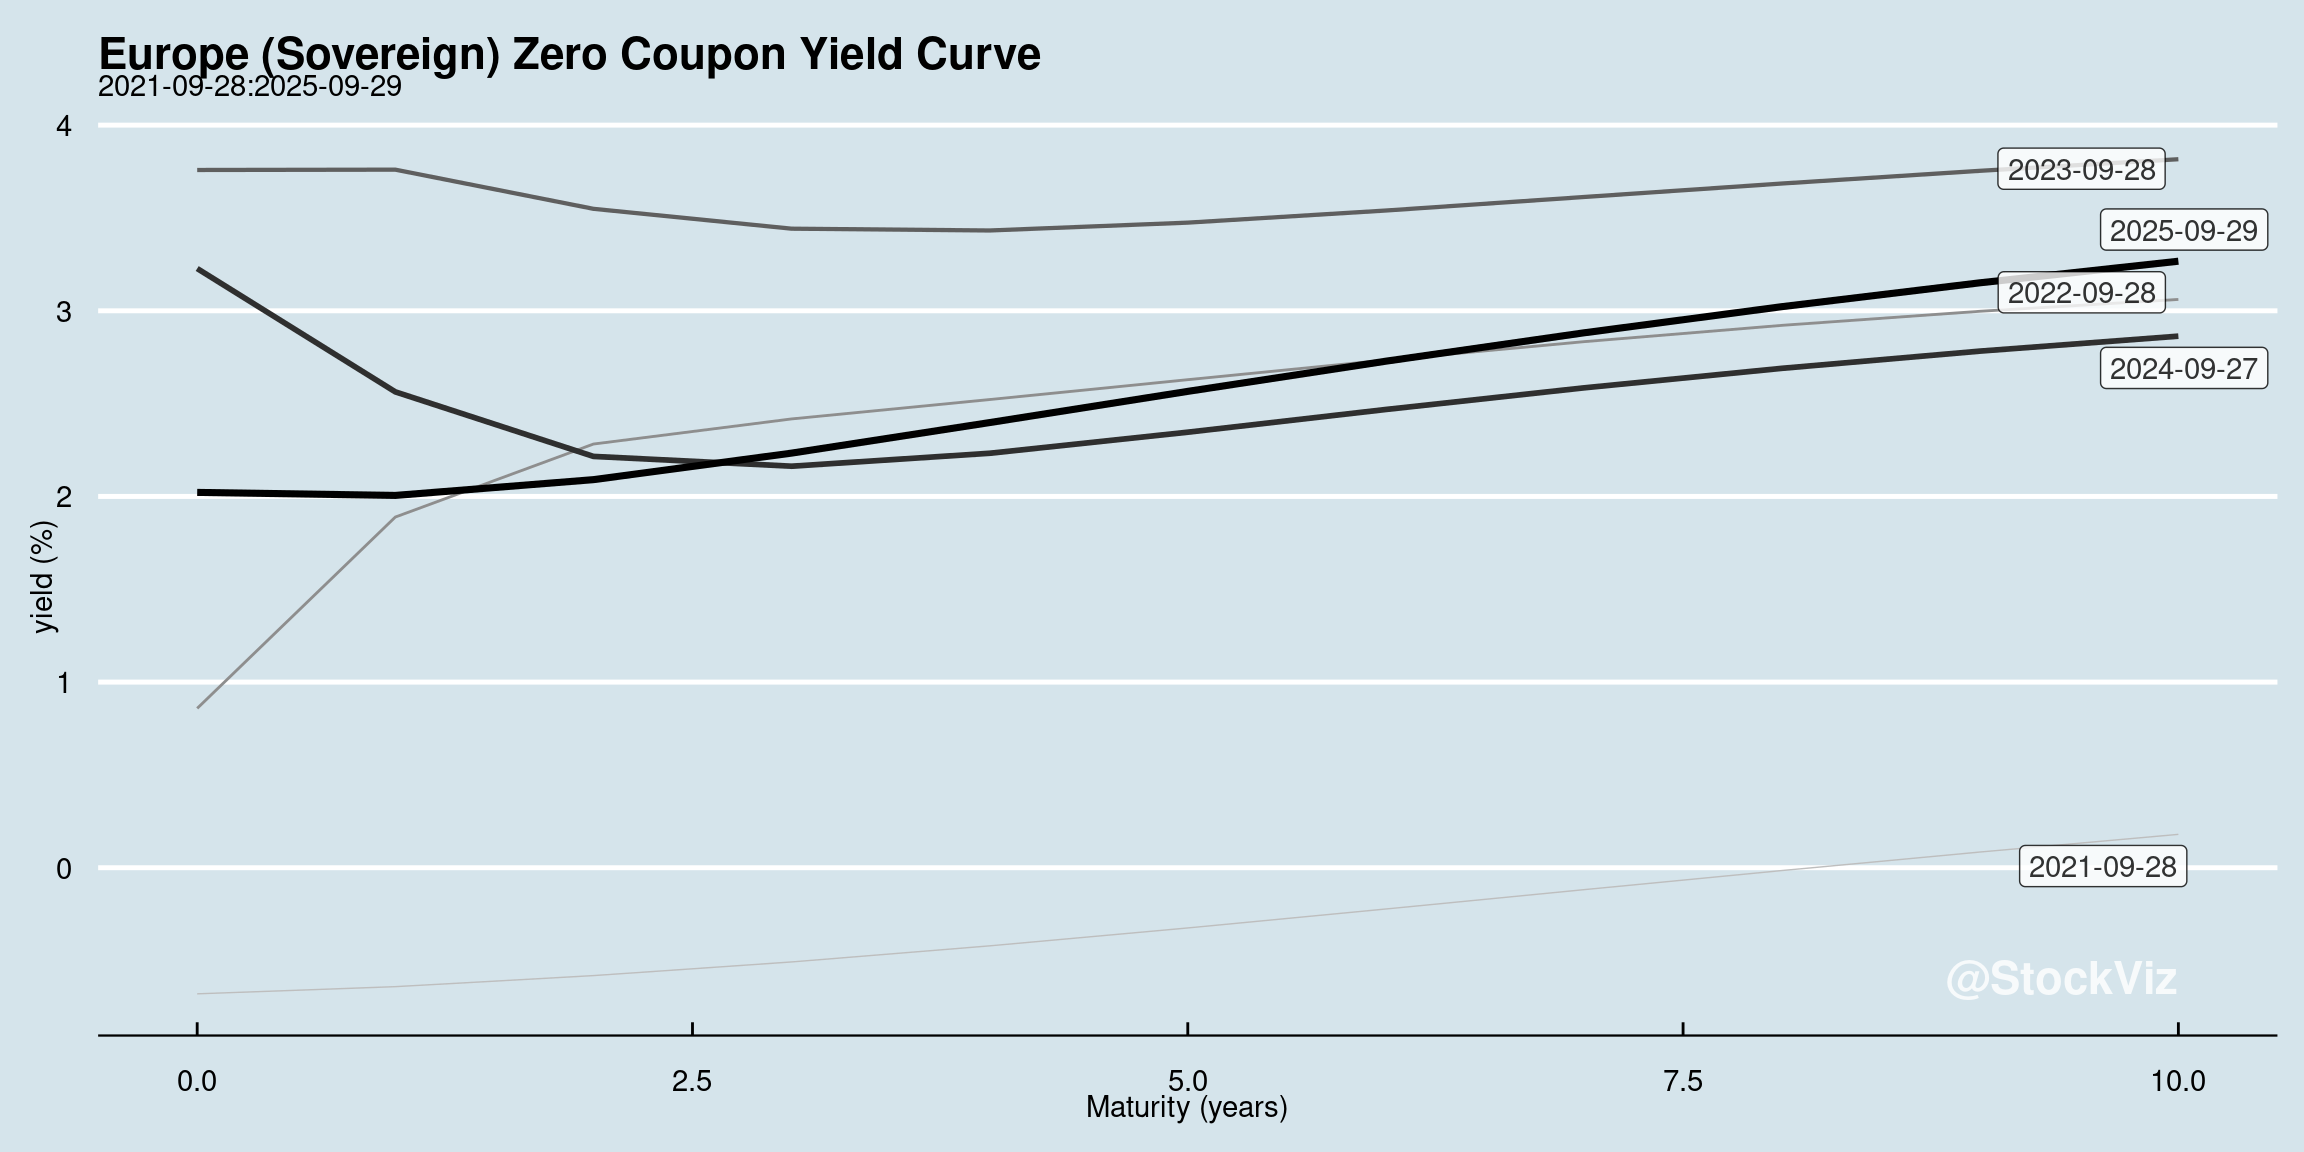 Europe (Sovereign) Zero Coupon Yield Curve
2021-09-28:2025-09-29
4
3
2
1
0
yield (%)
2023-09-28
2025-09-29
2022-09-28
2024-09-27
2021-09-28
@StockViz
0.0 2.5 5.0 7.5 10.0
Maturity (years)